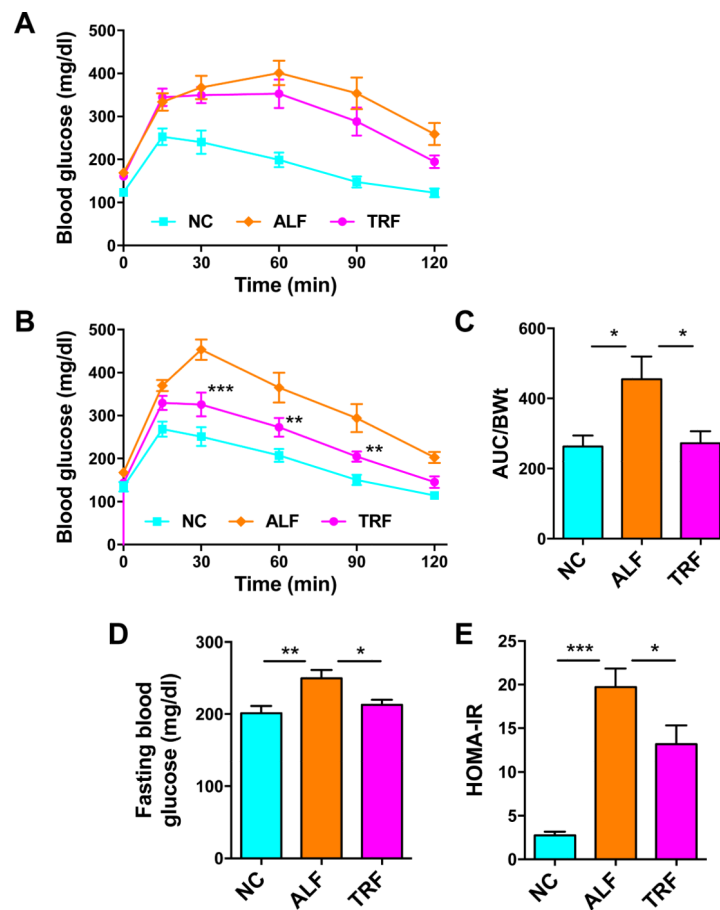 A
Blood glucose (mg/dl)
500
400
300
200
100
0
NC ALF TRF
0 30 60 90 120
Time (min)
B
Blood glucose (mg/dl)
500
400
300
200
100
0
***
**
**
NC ALF TRF
0 30 60 90 120
Time (min)
C
AUC/BWt
600
400
200
0
* *
NC ALF TRF
D
Fasting blood
glucose (mg/dl)
300
200
100
0
** *
NC ALF TRF
E
HOMA-IR
25
20
15
10
5
0
*** *
NC ALF TRF